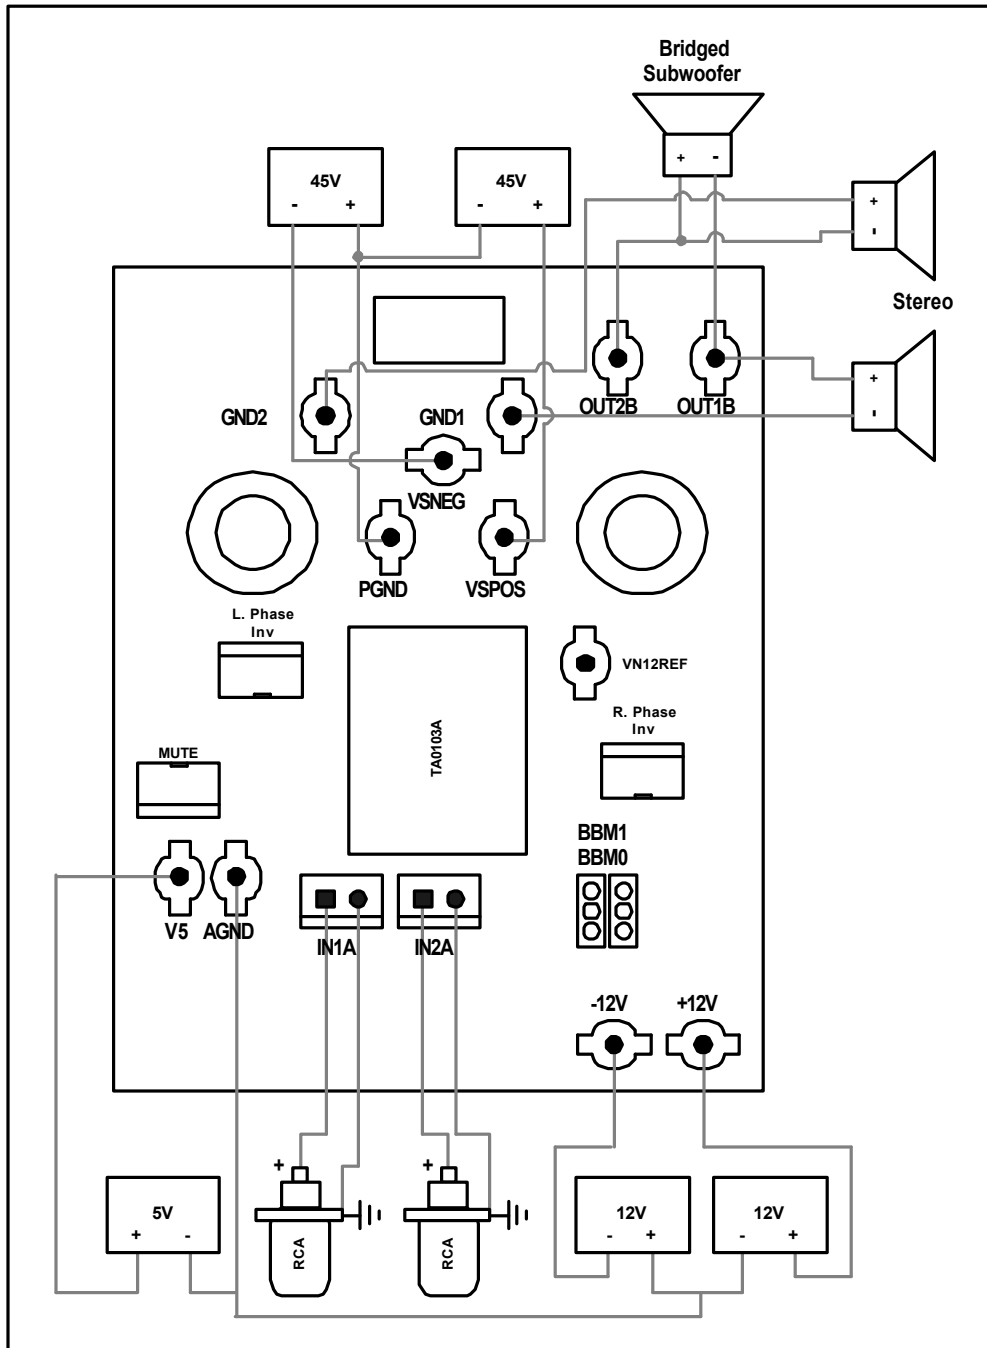 Bridged
Subwoofer
+ -
45V
- +
45V
- +
+
-
Stereo
+
-
OUT2B
OUT1B
GND2
GND1
VSNEG
PGND
VSPOS
L. Phase
Inv
VN12REF
R. Phase
Inv
TA0103A
MUTE
BBM1
BBM0
V5
AGND
IN1A
IN2A
-12V
+12V
+
+
5V
+ -
RCA
RCA
12V
- +
12V
- +